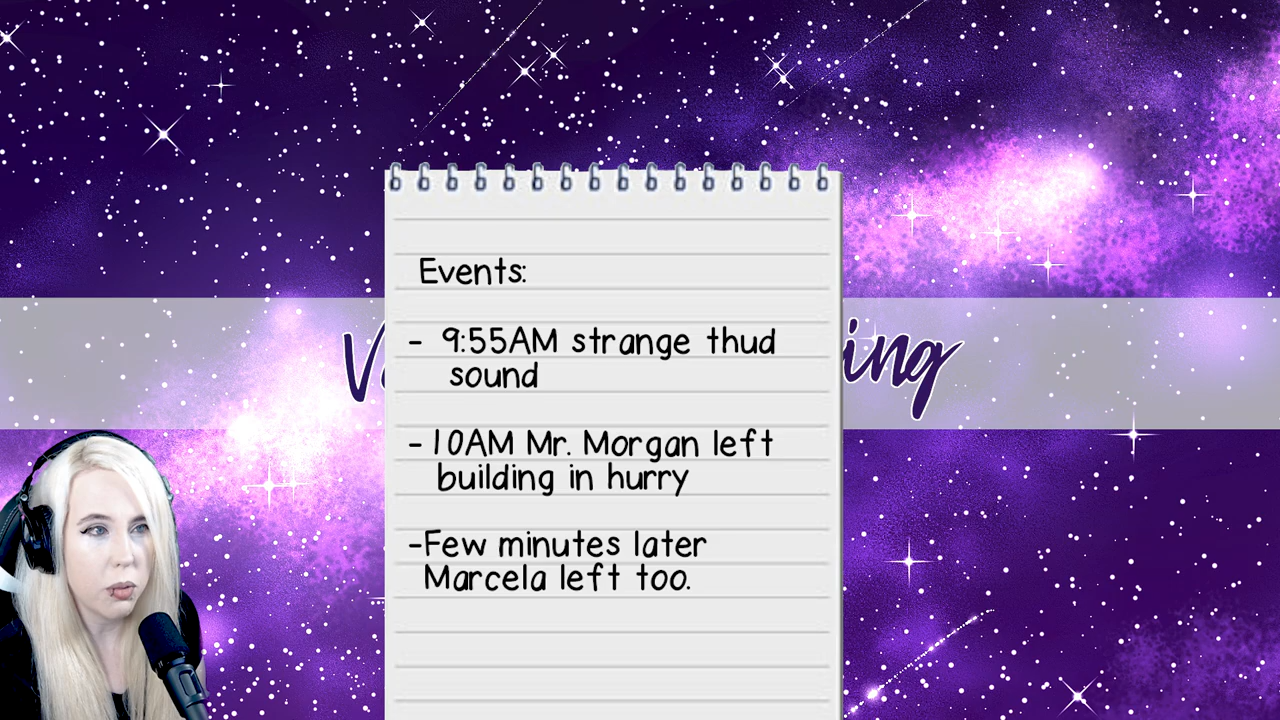 Events:
- 9:55AM strange thud
sound
- 10AM Mr. Morgan left
building in hurry
-Few minutes later
Marcela left too.